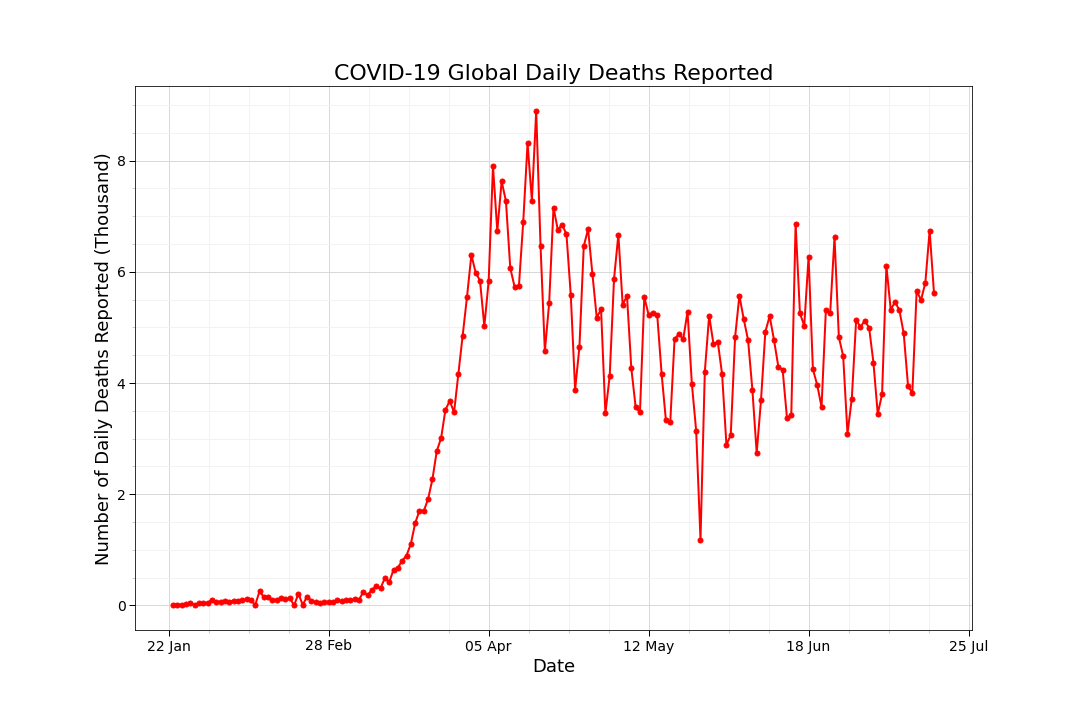 COVID-19 Global Daily Deaths Reported
Number of Daily Deaths Reported (Thousand)
8
6
4
2
0
22 Jan
28 Feb
05 Apr
12 May
18 Jun
25 Jul
Date